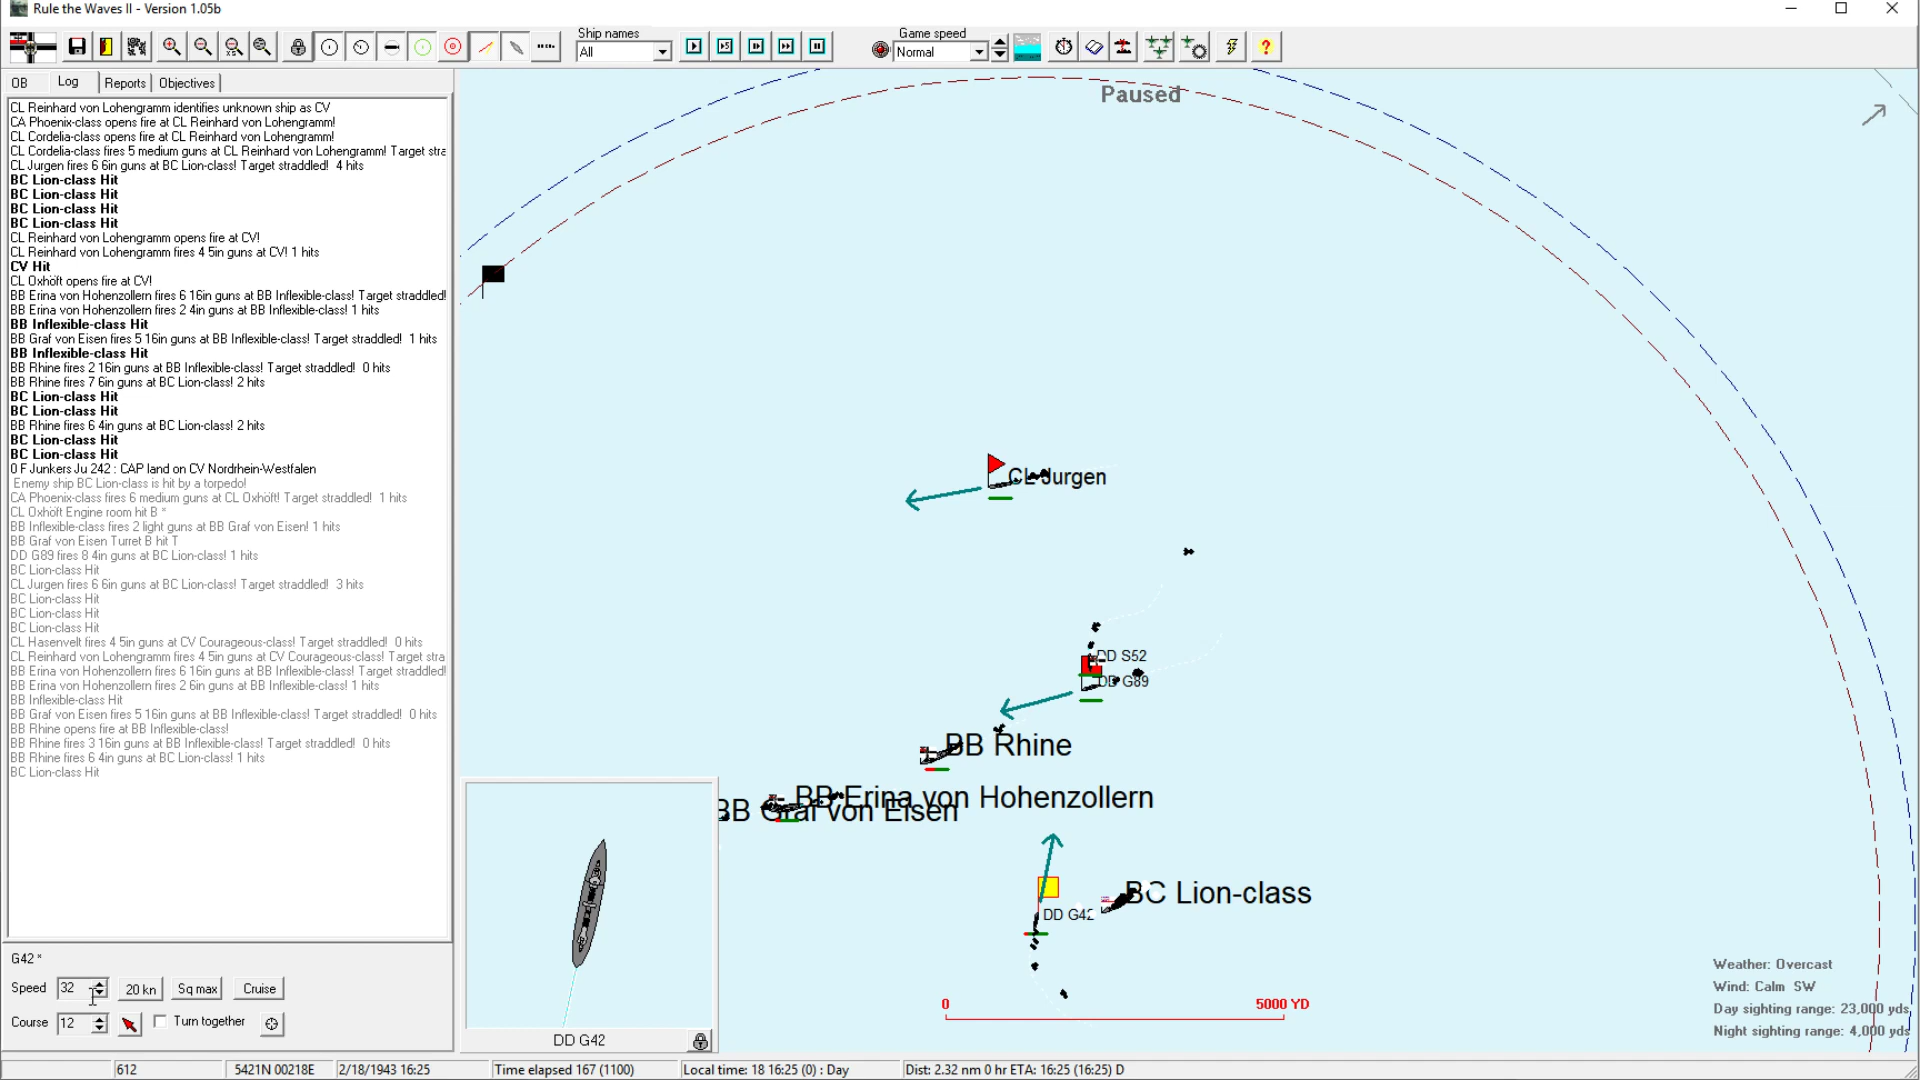 Rule the Waves II - Version 1.05b
Ship names
All
Game speed
Normal
OB
Log
Reports
Objectives
CL Reinhard von Lohengramm identifies unknown ship as CV
CA Phoenix-class opens fire at CL Reinhard von Lohengramm!
CL Cordelia-class opens fire at CL Reinhard von Lohengramm!
CL Cordelia-class fires 5 medium guns at CL Reinhard von Lohengramm! Target stra
CL Jurgen fires 6 6in guns at BC Lion-class! Target straddled! 4 hits
BC Lion-class Hit
BC Lion-class Hit
BC Lion-class Hit
BC Lion-class Hit
CL Reinhard von Lohengramm opens fire at CV!
CL Reinhard von Lohengramm fires 4 5in guns at CV! 1 hits
CV Hit
CL Oxhöft opens fire at CV!
BB Erina von Hohenzollern fires 6 16in guns at BB Inflexible-class! Target straddled!
BB Erina von Hohenzollern fires 2 4in guns at BB Inflexible-class! 1 hits
BB Inflexible-class Hit
BB Graf von Eisen fires 5 16in guns at BB Inflexible-class! Target straddled! 1 hits
BB Inflexible-class Hit
BB Rhine fires 2 16in guns at BB Inflexible-class! Target straddled! 0 hits
BB Rhine fires 7 6in guns at BC Lion-class! 2 hits
BC Lion-class Hit
BC Lion-class Hit
BB Rhine fires 6 4in guns at BC Lion-class! 2 hits
BC Lion-class Hit
BC Lion-class Hit
0 F Junkers Ju 242 : CAP land on CV Nordrhein-Westfalen
Enemy ship BC Lion-class is hit by a torpedo!
CA Phoenix-class fires 6 medium guns at CL Oxhöft! Target straddled! 1 hits
CL Oxhöft Engine room hit B *
BB Inflexible-class fires 2 light guns at BB Graf von Eisen! 1 hits
BB Graf von Eisen Turret B hit T
DD G89 fires 8 4in guns at BC Lion-class! 1 hits
BC Lion-class Hit
CL Jurgen fires 6 6in guns at BC Lion-class! Target straddled! 3 hits
BC Lion-class Hit
BC Lion-class Hit
BC Lion-class Hit
CL Hasenvelt fires 4 5in guns at CV Courageous-class! Target straddled! 0 hits
CL Reinhard von Lohengramm fires 4 5in guns at CV Courageous-class! Target stra
BB Erina von Hohenzollern fires 6 16in guns at BB Inflexible-class! Target straddled!
BB Erina von Hohenzollern fires 2 6in guns at BB Inflexible-class! 1 hits
BB Inflexible-class Hit
BB Graf von Eisen fires 5 16in guns at BB Inflexible-class! Target straddled! 0 hits
BB Rhine opens fire at BB Inflexible-class!
BB Rhine fires 3 16in guns at BB Inflexible-class! Target straddled! 0 hits
BB Rhine fires 6 4in guns at BC Lion-class! 1 hits
BC Lion-class Hit
Paused
CL Jurgen
DD S52
DD G89
BB Rhine
BB Erina von Hohenzollern
BB Graf von Eisen
BC Lion-class
DD G42
0
5000 YD
Weather: Overcast
Wind: Calm SW
Day sighting range: 23,000 yds
Night sighting range: 4,000 yds
DD G42
G42 *
Speed
32
20 kn
Sq max
Cruise
Course
12
Turn together
612
5421N 00218E
2/18/1943 16:25
Time elapsed 167 (1100)
Local time: 18 16:25 (0) : Day
Dist: 2.32 nm 0 hr ETA: 16:25 (16:25) D